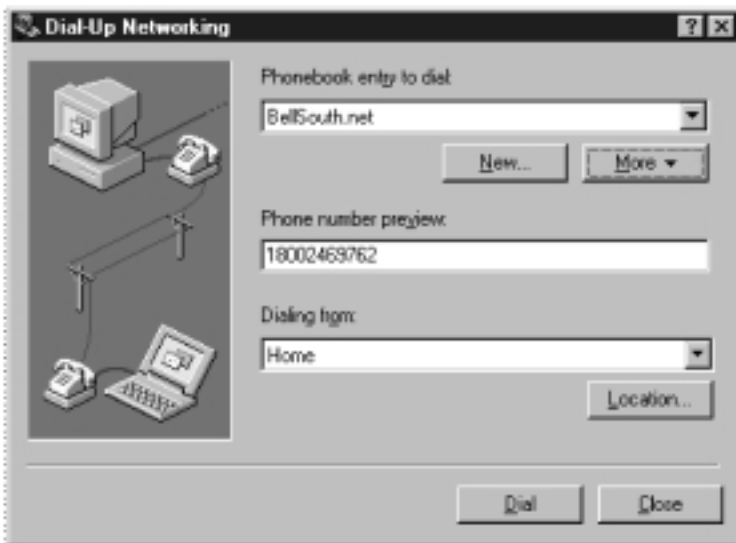 Dial-Up Networking
Phonebook entry to dial:
BellSouth.net
New...
More
Phone number preview:
18002469762
Dialing from:
Home
Location...
Dial
Close